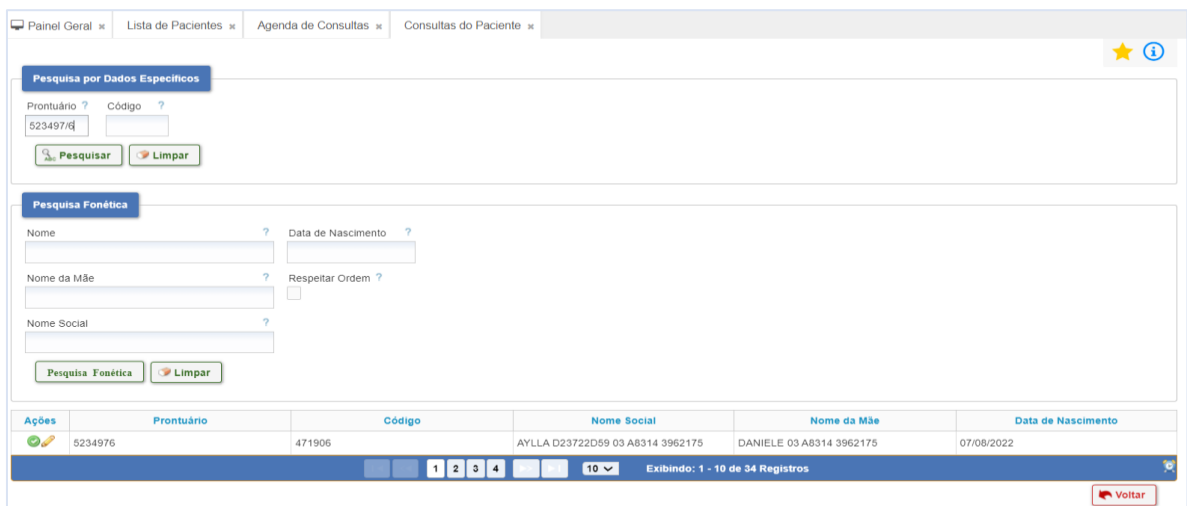 Painel Geral × Lista de Pacientes × Agenda de Consultas × Consultas do Paciente ×
Pesquisa por Dados Específicos
Prontuário ? Código ?
523497/6
Pesquisar Limpar
Pesquisa Fonética
Nome ? Data de Nascimento ?
Nome da Mãe ? Respeitar Ordem ?
Nome Social ?
Pesquisa Fonética Limpar
Ações Prontuário Código Nome Social Nome da Mãe Data de Nascimento
5234976 471906 AYLLA D23722D59 03 A8314 3962175 DANIELE 03 A8314 3962175 07/08/2022
1 2 3 4 10 Exibindo: 1 - 10 de 34 Registros
Voltar